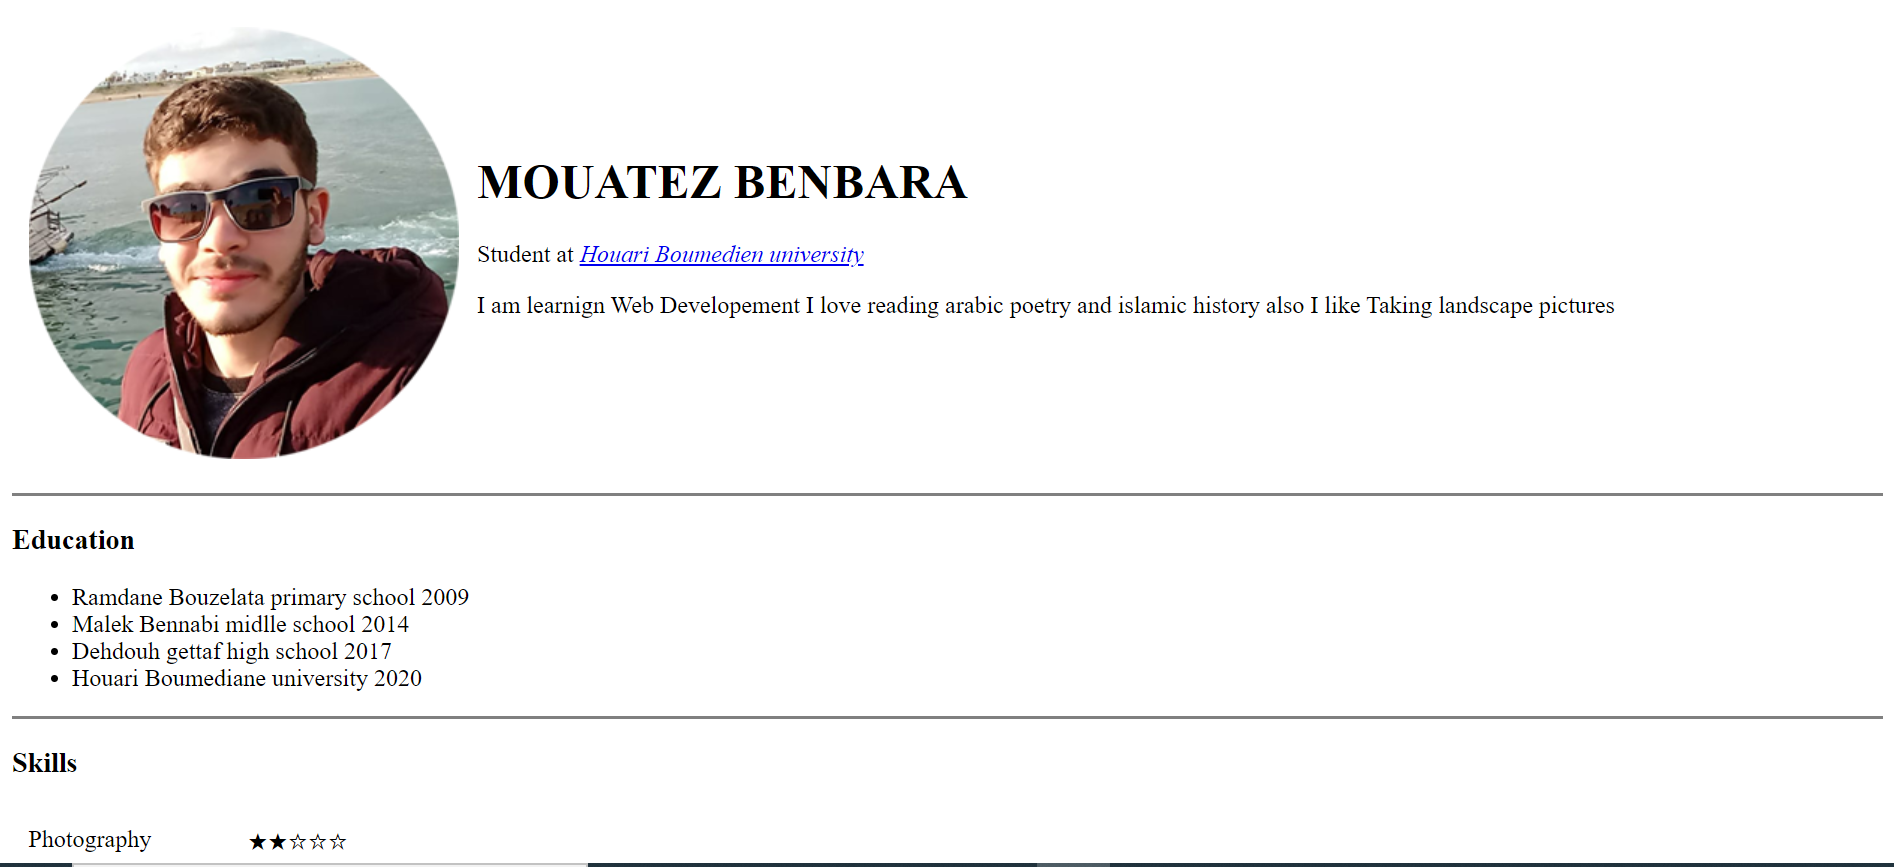 MOUATEZ BENBARA
Student at Houari Boumedien university
I am learnign Web Developement I love reading arabic poetry and islamic history also I like Taking landscape pictures
Education
• Ramdane Bouzelata primary school 2009
• Malek Bennabi midlle school 2014
• Dehdouh gettaf high school 2017
• Houari Boumediane university 2020
Skills
Photography ★★☆☆☆